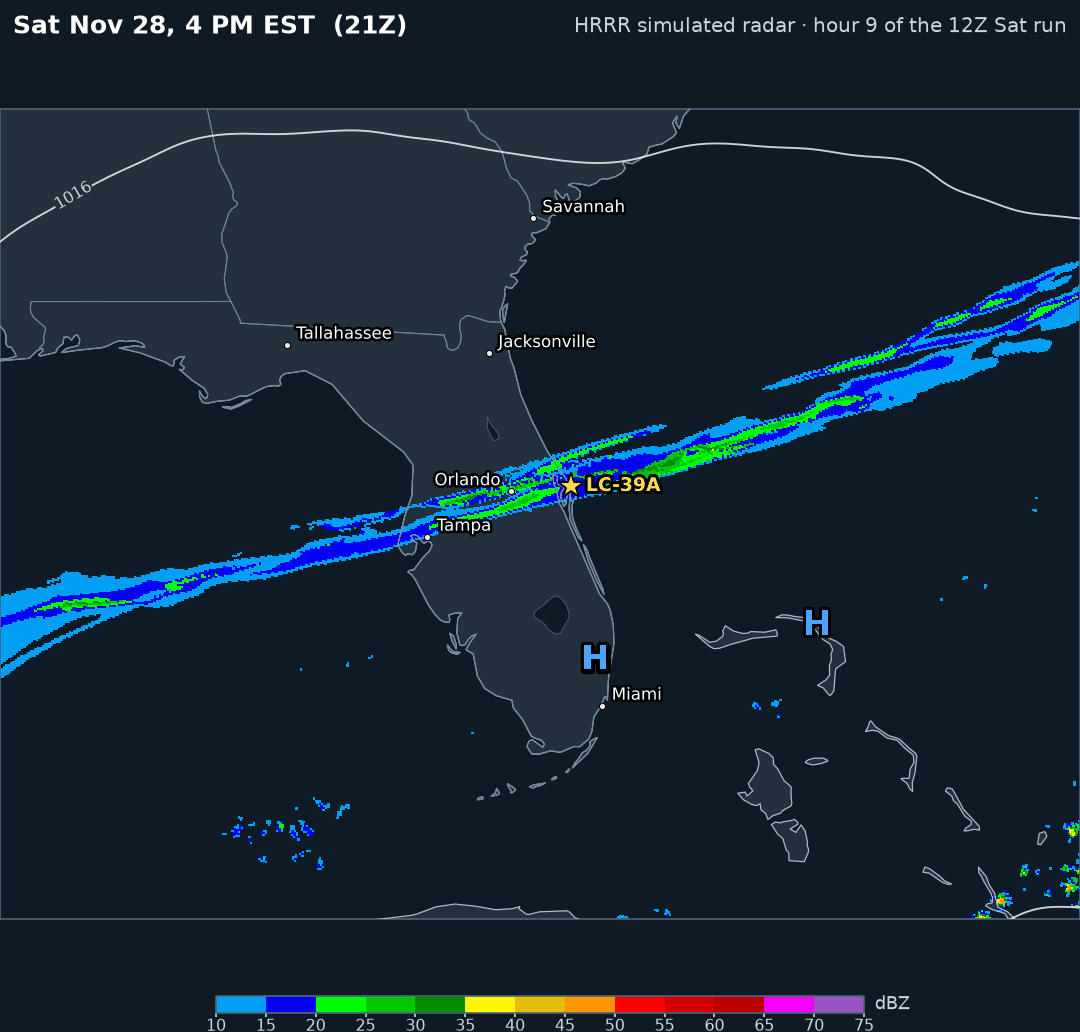 Sat Nov 28, 4 PM EST (21Z)
HRRR simulated radar · hour 9 of the 12Z Sat run
1016
Savannah
Tallahassee
Jacksonville
Orlando
LC-39A
Tampa
H
H
Miami
dBZ
10 15 20 25 30 35 40 45 50 55 60 65 70 75